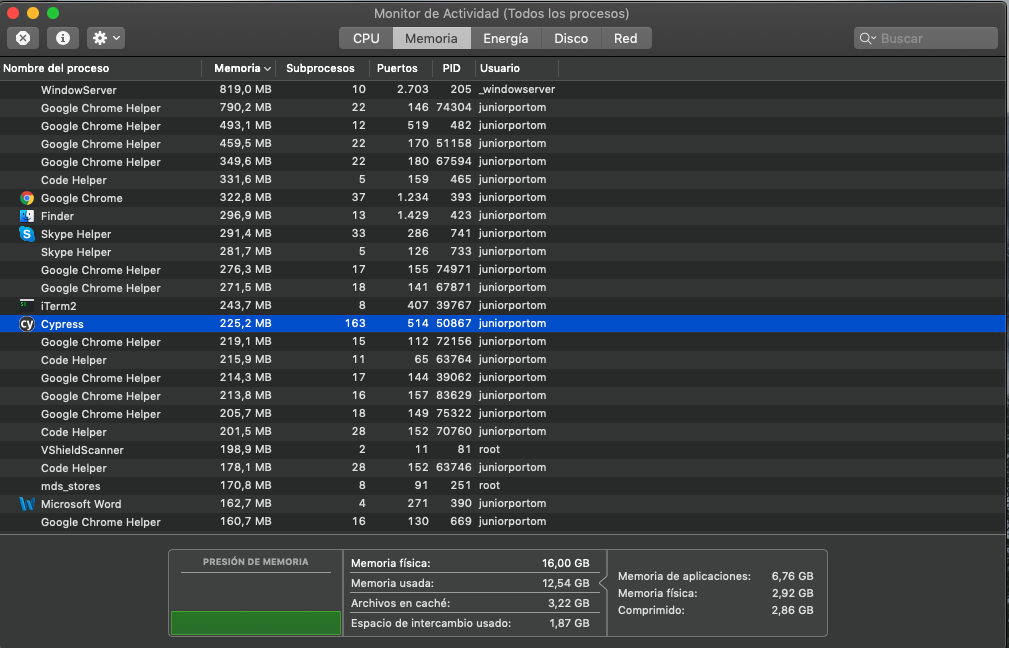 Monitor de Actividad (Todos los procesos)
CPU Memoria Energía Disco Red Buscar
Nombre del proceso Memoria Subprocesos Puertos PID Usuario
WindowServer 819,0 MB 10 2.703 205 _windowserver
Google Chrome Helper 790,2 MB 22 146 74304 juniorportom
Google Chrome Helper 493,1 MB 12 519 482 juniorportom
Google Chrome Helper 459,5 MB 22 170 51158 juniorportom
Google Chrome Helper 349,6 MB 22 180 67594 juniorportom
Code Helper 331,6 MB 5 159 465 juniorportom
Google Chrome 322,8 MB 37 1.234 393 juniorportom
Finder 296,9 MB 13 1.429 423 juniorportom
S Skype Helper 291,4 MB 33 286 741 juniorportom
Skype Helper 281,7 MB 5 126 733 juniorportom
Google Chrome Helper 276,3 MB 17 155 74971 juniorportom
Google Chrome Helper 271,5 MB 18 141 67871 juniorportom
iTerm2 243,7 MB 8 407 39767 juniorportom
cy Cypress 225,2 MB 163 514 50867 juniorportom
Google Chrome Helper 219,1 MB 15 112 72156 juniorportom
Code Helper 215,9 MB 11 65 63764 juniorportom
Google Chrome Helper 214,3 MB 17 144 39062 juniorportom
Google Chrome Helper 213,8 MB 16 157 83629 juniorportom
Google Chrome Helper 205,7 MB 18 149 75322 juniorportom
Code Helper 201,5 MB 28 152 70760 juniorportom
VShieldScanner 198,9 MB 2 11 81 root
Code Helper 178,1 MB 28 152 63746 juniorportom
mds_stores 170,8 MB 8 91 251 root
W Microsoft Word 162,7 MB 4 271 390 juniorportom
Google Chrome Helper 160,7 MB 16 130 669 juniorportom
PRESIÓN DE MEMORIA
Memoria física: 16,00 GB
Memoria usada: 12,54 GB
Archivos en caché: 3,22 GB
Espacio de intercambio usado: 1,87 GB
Memoria de aplicaciones: 6,76 GB
Memoria física: 2,92 GB
Comprimido: 2,86 GB